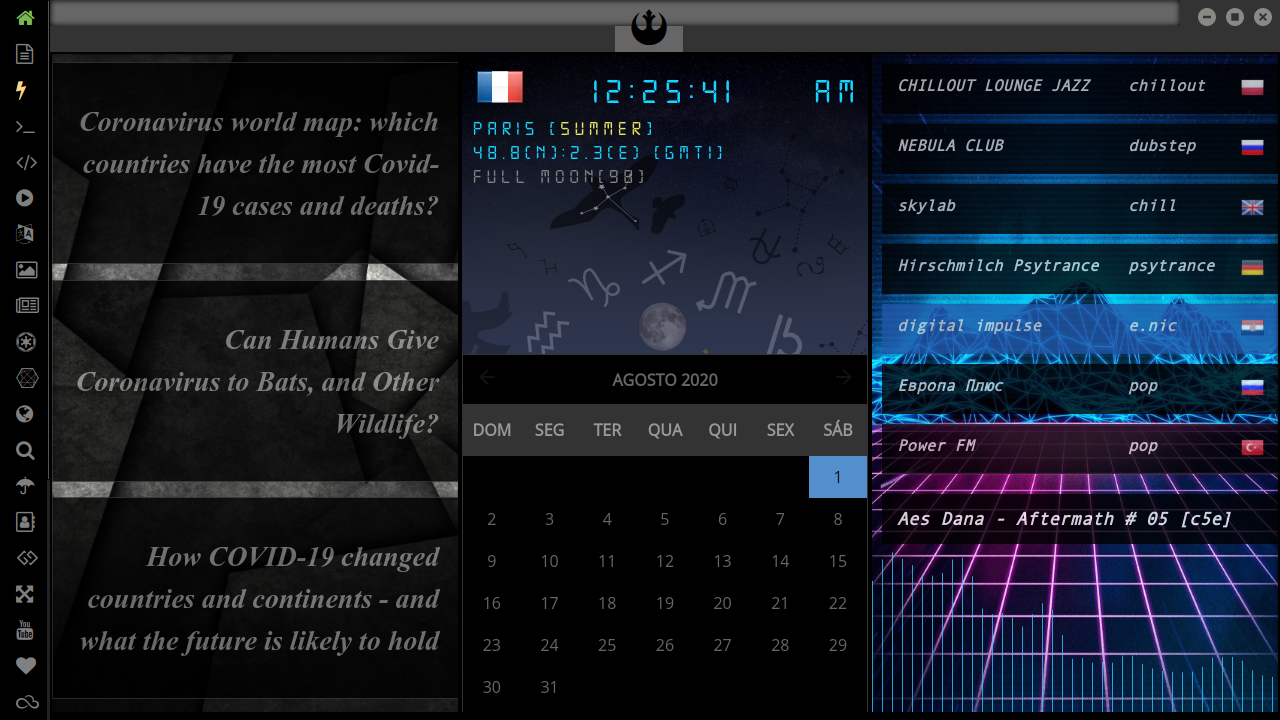 Coronavirus world map: which
countries have the most Covid-
19 cases and deaths?
Can Humans Give
Coronavirus to Bats, and Other
Wildlife?
How COVID-19 changed
countries and continents - and
what the future is likely to hold
12:25:41 AM
PARIS [SUMMER]
48.8(N):2.3(E) [GMT1]
FULL MOON[98]
AGOSTO 2020
DOM SEG TER QUA QUI SEX SÁB
1
2 3 4 5 6 7 8
9 10 11 12 13 14 15
16 17 18 19 20 21 22
23 24 25 26 27 28 29
30 31
CHILLOUT LOUNGE JAZZ chillout
NEBULA CLUB dubstep
skylab chill
Hirschmilch Psytrance psytrance
digital impulse e.nic
Европа Плюс pop
Power FM pop
Aes Dana - Aftermath # 05 [c5e]
You
Tube